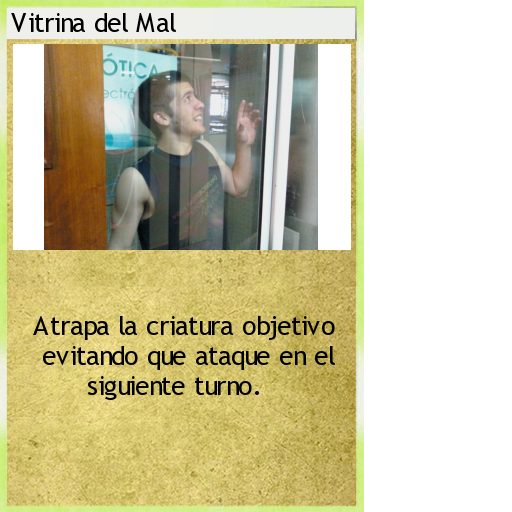 Vitrina del Mal
ÓTICA
ectró
Atrapa la criatura objetivo
evitando que ataque en el
siguiente turno.